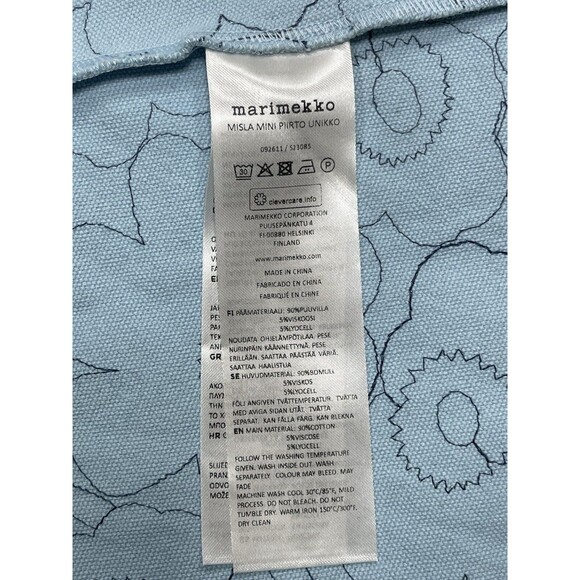 marimekko
MISLA MINI PIIRTO UNIKKO
092611 / 523085
30 P
clevercare.info
MARIMEKKO CORPORATION
PUUSEPÄNKATU 4
FI-00880 HELSINKI
FINLAND
www.marimekko.com
MADE IN CHINA
FABRICADO EN CHINA
FABRIQUÉ EN CHINE
FI PÄÄMATERIAALI: 90%PUUVILLA
5%VISKOOSI
5%LYOCELL
NOUDATA OHJELÄMPÖTILAA. PESE
NURINPÄIN KÄÄNNETTYNÄ. PESE
ERILLÄÄN. SAATTAA PÄÄSTÄÄ VÄRIÄ.
SAATTAA HAALISTUA
SE HUVUDMATERIAL: 90%BOMULL
5%VISKOS
5%LYOCELL
FÖLJ ANGIVEN TVÄTTEMPERATUR. TVÄTTA
MED AVIGA SIDAN UTÅT. TVÄTTA
SEPARAT. KAN FÄLLA FÄRG. KAN BLEKNA
EN MAIN MATERIAL: 90%COTTON
5%VISCOSE
5%LYOCELL
FOLLOW THE WASHING TEMPERATURE
GIVEN. WASH INSIDE OUT. WASH
SEPARATELY. COLOUR MAY BLEED. MAY
FADE
MACHINE WASH COOL 30°C/85°F, MILD
PROCESS. DO NOT BLEACH. DO NOT
TUMBLE DRY. WARM IRON 150°C/300°F.
DRY CLEAN
GR
HR